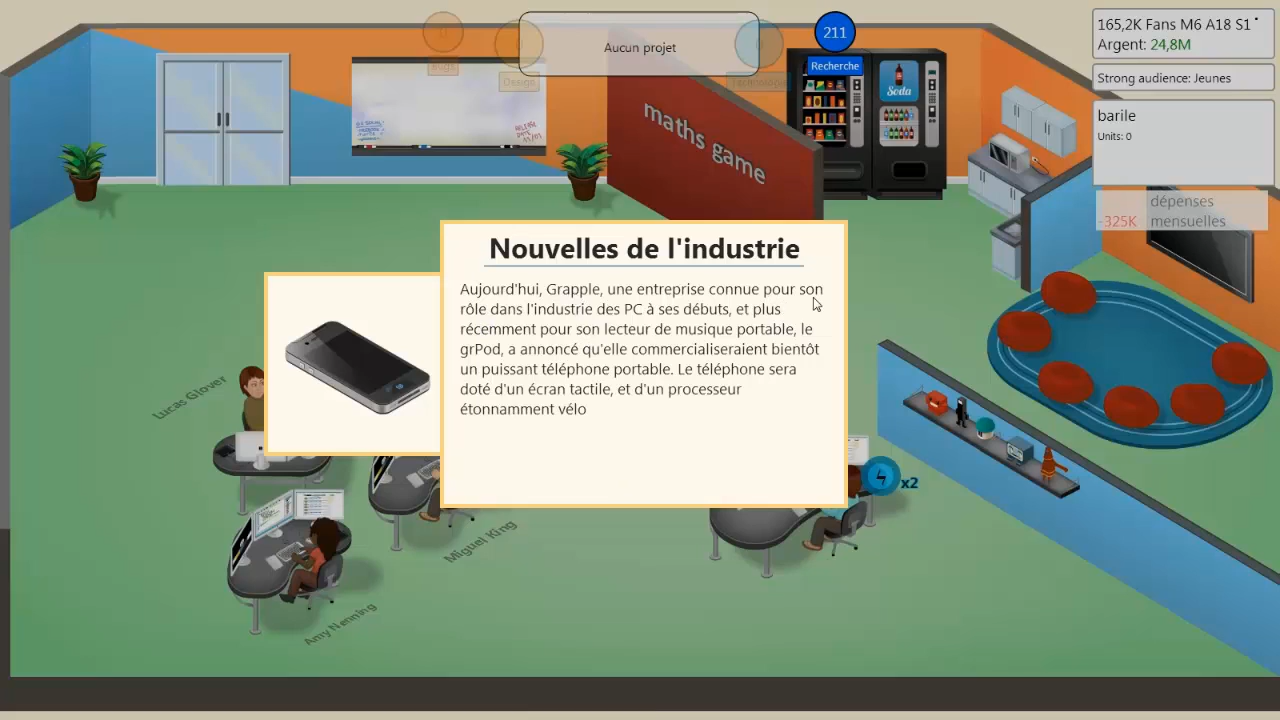 Aucun projet
Bugs
Design
Technologie
211
Recherche
165,2K Fans M6 A18 S1
Argent: 24,8M
Strong audience: Jeunes
barile
Units: 0
-325K
dépenses
mensuelles
maths game
Soda
Nouvelles de l'industrie
Aujourd'hui, Grapple, une entreprise connue pour son
rôle dans l'industrie des PC à ses débuts, et plus
récemment pour son lecteur de musique portable, le
grPod, a annoncé qu'elle commercialiseraient bientôt
un puissant téléphone portable. Le téléphone sera
doté d'un écran tactile, et d'un processeur
étonnamment vélo
Lucas Glover
x2
Miguel King
Amy Nenning